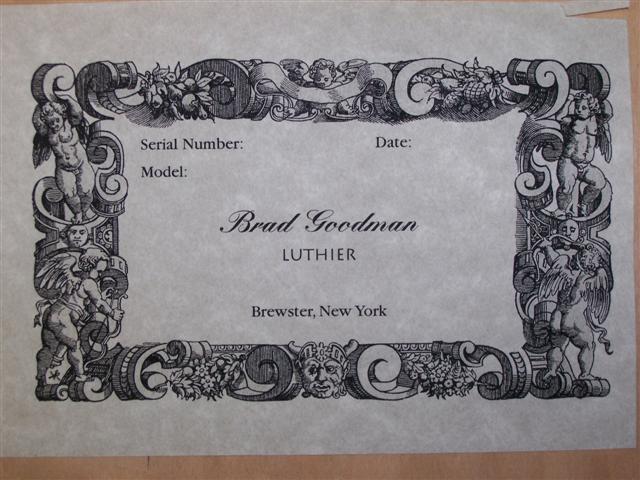 Serial Number: Date:
Model:
Brad Goodman
LUTHIER
Brewster, New York